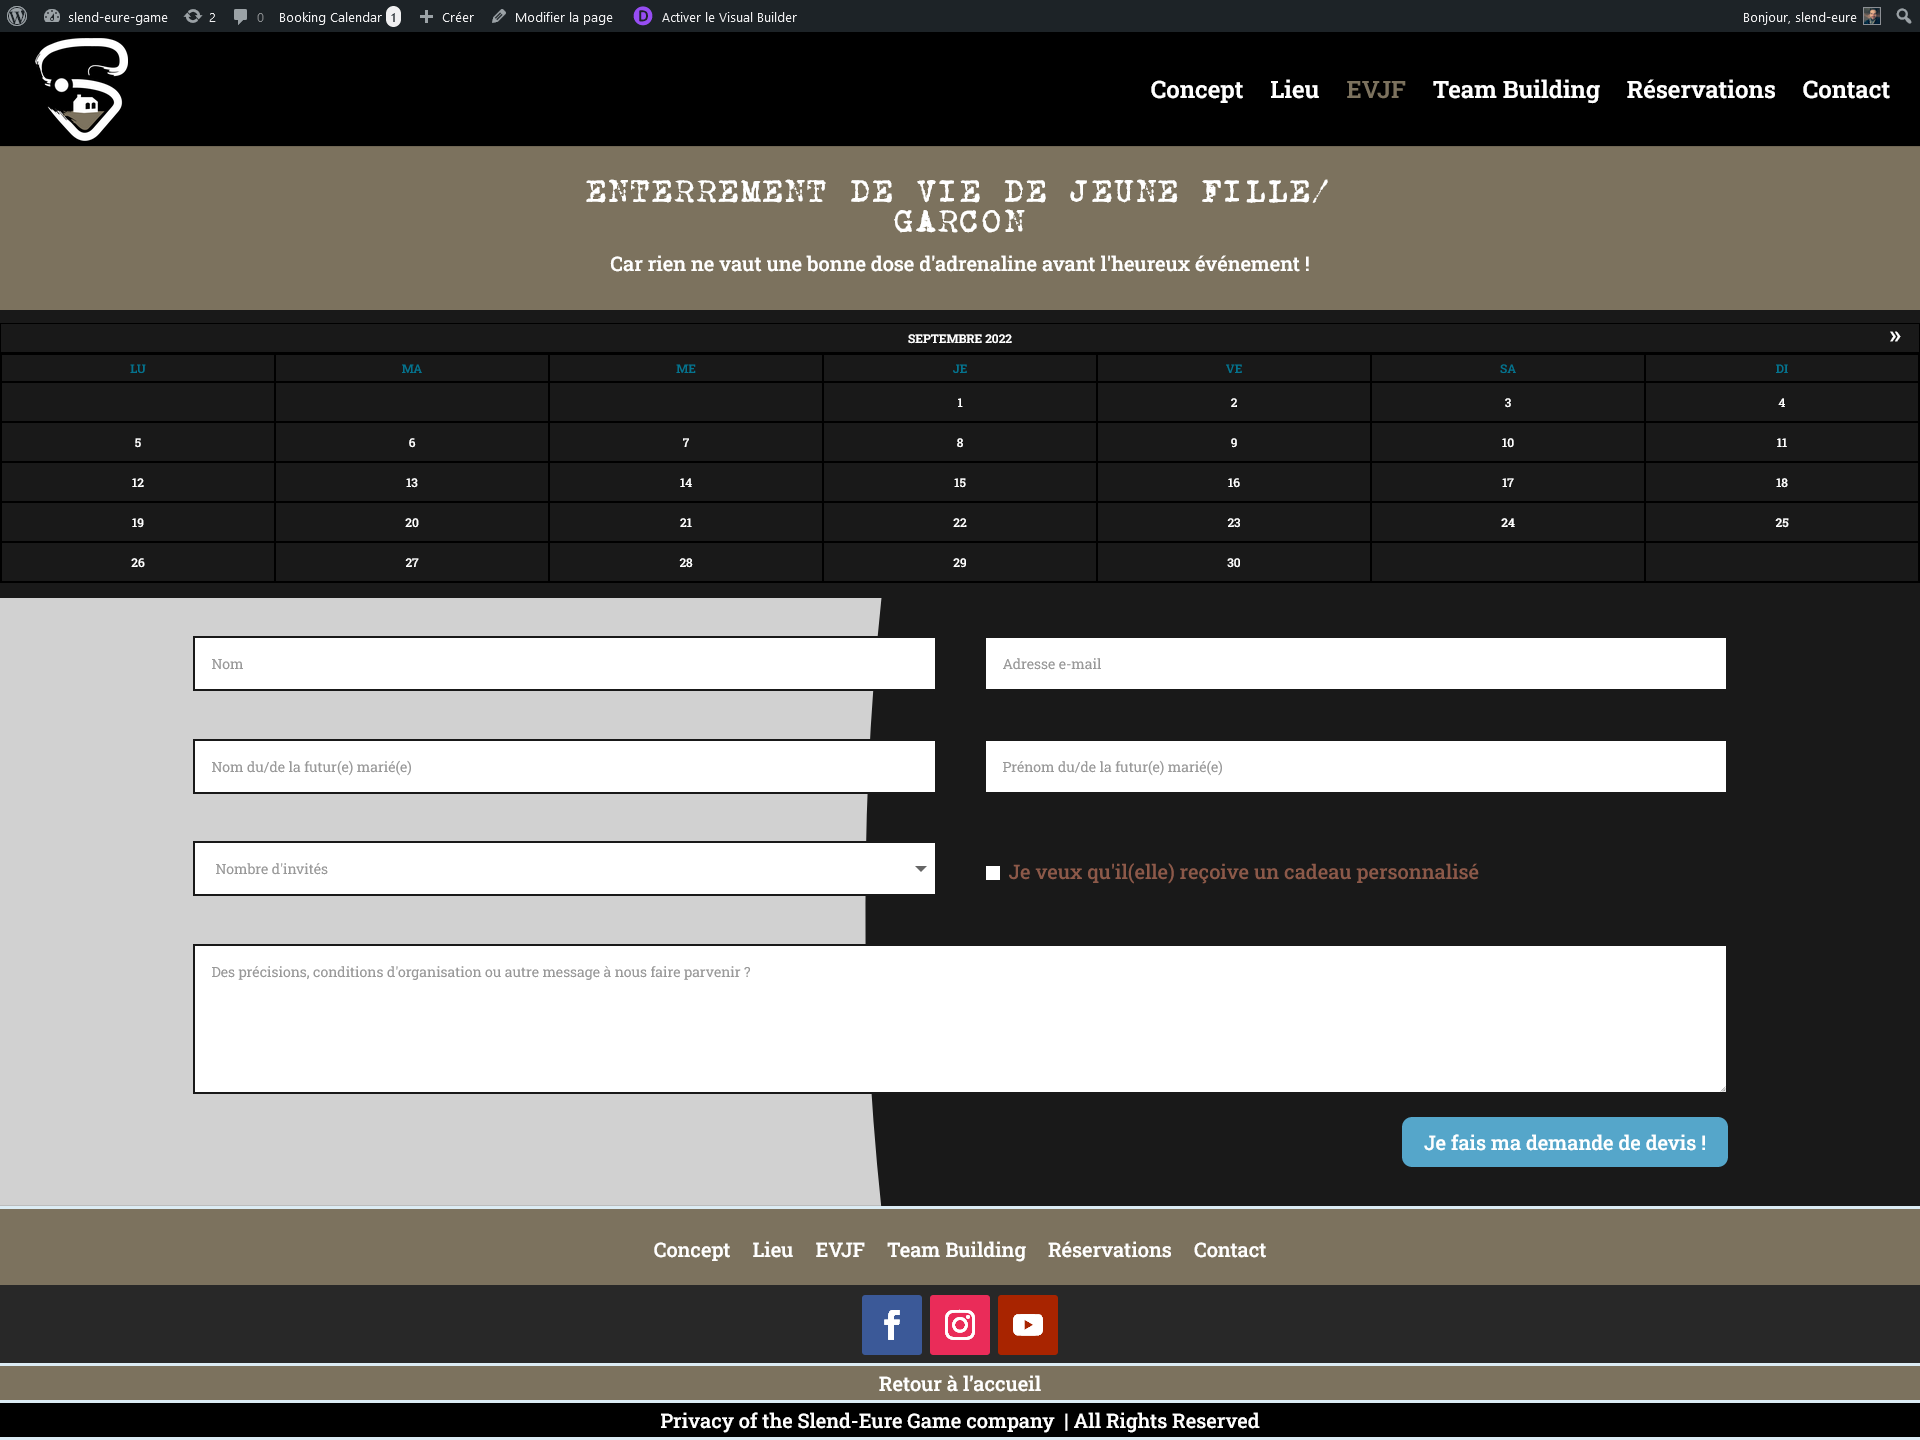 slend-eure-game 2 0 Booking Calendar 1 Créer Modifier la page D Activer le Visual Builder Bonjour, slend-eure
Concept Lieu EVJF Team Building Réservations Contact
ENTERREMENT DE VIE DE JEUNE FILLE/
GARCON
Car rien ne vaut une bonne dose d'adrenaline avant l'heureux événement !
SEPTEMBRE 2022 »
LU MA ME JE VE SA DI
1 2 3 4
5 6 7 8 9 10 11
12 13 14 15 16 17 18
19 20 21 22 23 24 25
26 27 28 29 30
Nom Adresse e-mail
Nom du/de la futur(e) marié(e) Prénom du/de la futur(e) marié(e)
Nombre d'invités Je veux qu'il(elle) reçoive un cadeau personnalisé
Des précisions, conditions d'organisation ou autre message à nous faire parvenir ?
Je fais ma demande de devis !
Concept Lieu EVJF Team Building Réservations Contact
Retour à l’accueil
Privacy of the Slend-Eure Game company | All Rights Reserved